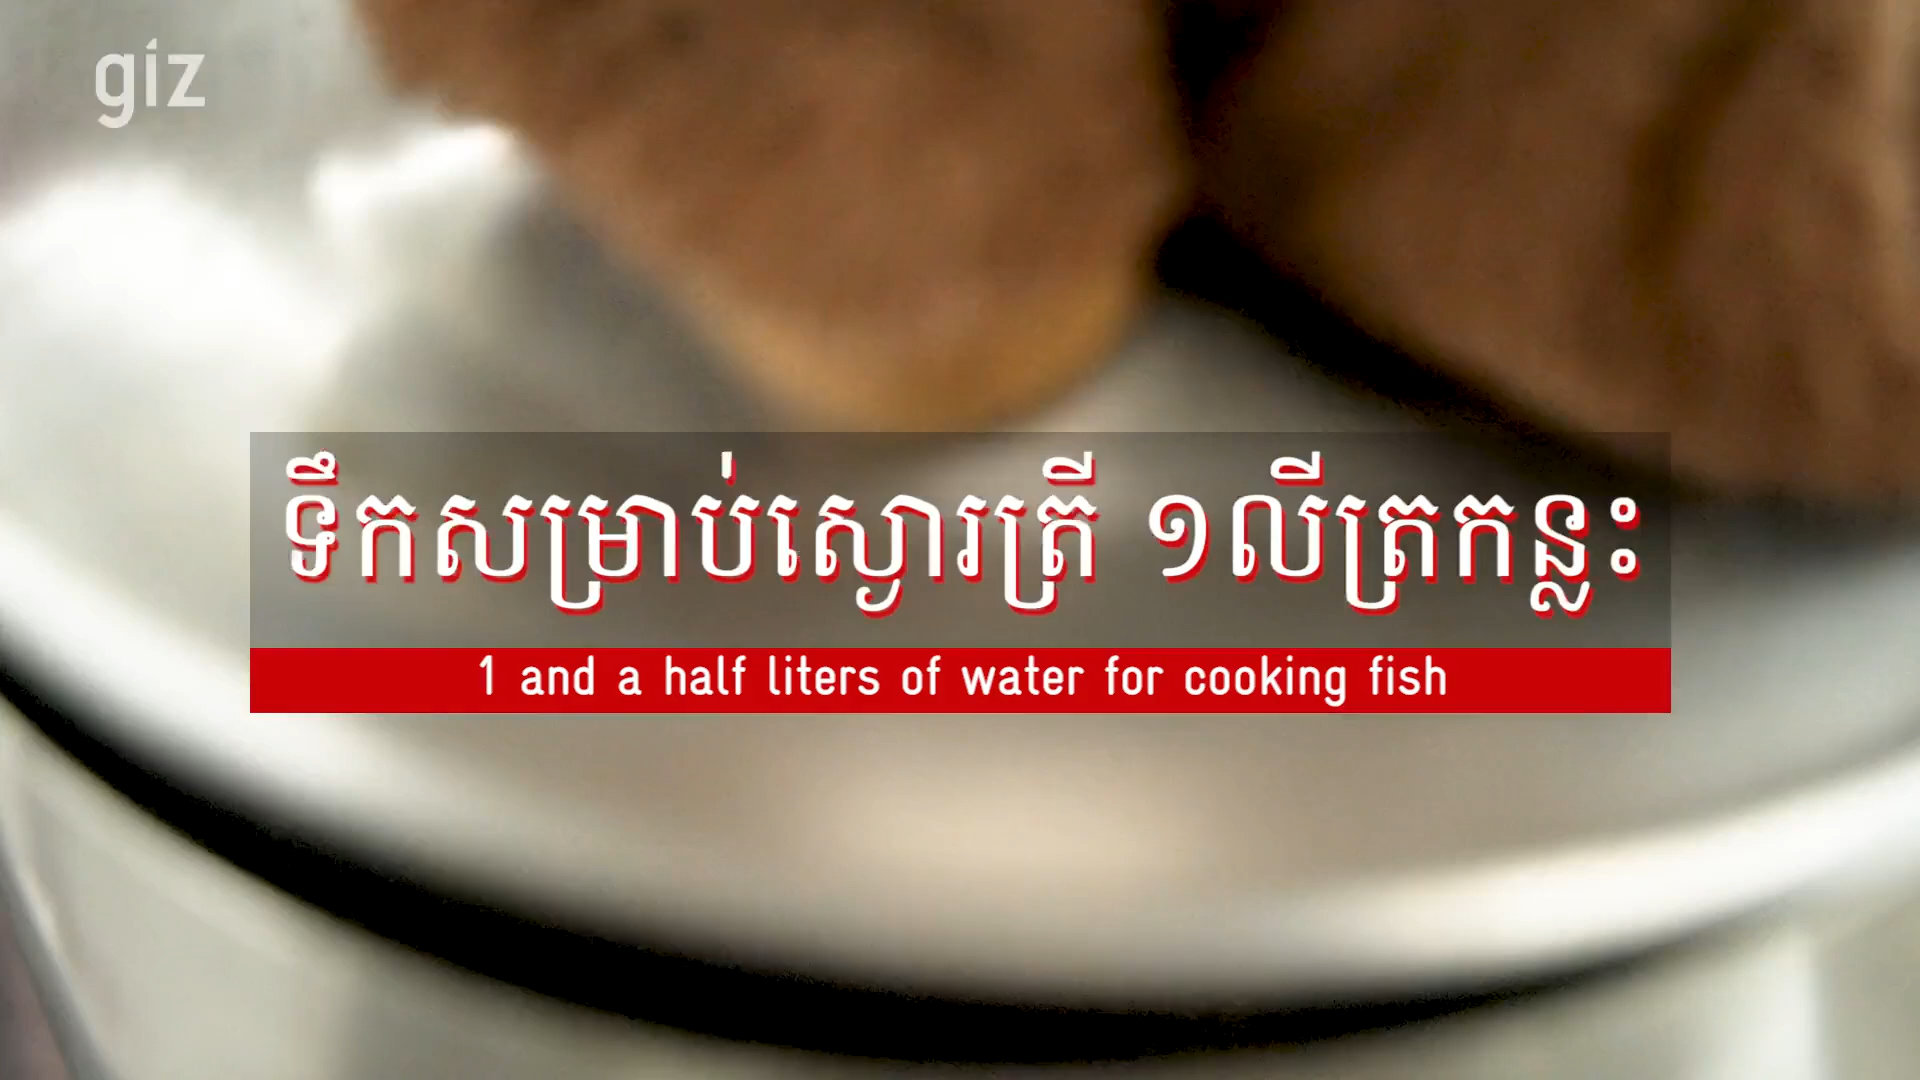 giz
ទឹកសម្រាប់ស្ងោរត្រី ១លីត្រកន្លះ
1 and a half liters of water for cooking fish